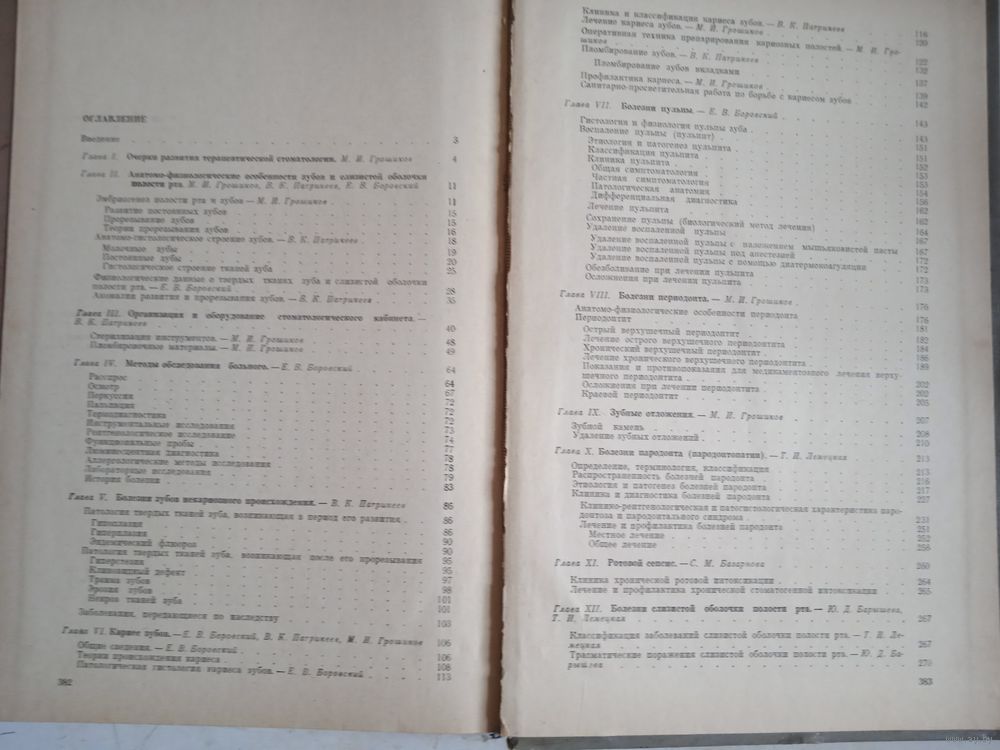 ОГЛАВЛЕНИЕ
Введение 3
Глава I. Очерки развития терапевтической стоматологии. М. И. Грошиков 4
Глава II. Анатомо-физиологические особенности зубов и слизистой оболочки
полости рта. М. И. Грошиков, В. К. Патрикеев, Е. В. Боровский 11
Эмбриогенез полости рта и зубов — М. И. Грошиков 11
Развитие постоянных зубов 15
Прорезывание зубов 15
Теории прорезывания зубов 16
Анатомо-гистологическое строение зубов. — В. К. Патрикеев 18
Молочные зубы 19
Постоянные зубы 20
Гистологическое строение тканей зуба 25
Физиологические данные о твердых тканях зуба и слизистой оболочки
полости рта. — Е. В. Боровский 28
Аномалии развития и прорезывания зубов. — В. К. Патрикеев 35
Глава III. Организация и оборудование стоматологического кабинета. —
В. К. Патрикеев 40
Стерилизация инструментов. — М. И. Грошиков 48
Пломбировочные материалы. — М. И. Грошиков 49
Глава IV. Методы обследования больного. — Е. В. Боровский 64
Расспрос 64
Осмотр 67
Перкуссия 72
Пальпация 72
Термодиагностика 72
Инструментальные исследования 73
Рентгенологическое исследование 74
Функциональные пробы 77
Люминесцентная диагностика 78
Аллергологические методы исследования 78
Лабораторные исследования 79
История болезни 83
Глава V. Болезни зубов некариозного происхождения. — В. К. Патрикеев 86
Патология твердых тканей зуба, возникающая в период его развития 86
Гипоплазия 86
Гиперплазия 90
Эндемический флюороз 90
Патология твердых тканей зуба, возникающая после его прорезывания 95
Гиперестезия 95
Клиновидный дефект 97
Травма зубов 98
Эрозия зубов 101
Некроз тканей зуба 101
Заболевания, передающиеся по наследству 103
Глава VI. Кариес зубов. — Е. В. Боровский, В. К. Патрикеев, М. И. Грошиков 106
Общие сведения. — Е. В. Боровский 106
Теории происхождения кариеса 108
Патологическая гистология кариеса зубов. — Е. В. Боровский 113
382
Клиника и классификация кариеса зубов. — В. К. Патрикеев 116
Лечение кариеса зубов. — М. И. Грошиков 120
Оперативная техника препарирования кариозных полостей. — М. И. Гро-
шиков 122
Пломбирование зубов. — В. К. Патрикеев 132
Пломбирование зубов вкладками 137
Профилактика кариеса. — М. И. Грошиков 139
Санитарно-просветительная работа по борьбе с кариесом зубов 142
Глава VII. Болезни пульпы. — Е. В. Боровский 143
Гистология и физиология пульпы зуба 143
Воспаление пульпы (пульпит) 151
Этиология и патогенез пульпита 151
Классификация пульпита 152
Клиника пульпита 153
Общая симптоматология 153
Частная симптоматология 154
Патологическая анатомия 156
Дифференциальная диагностика 162
Лечение пульпита 162
Сохранение пульпы (биологический метод лечения) 164
Удаление воспаленной пульпы 167
Удаление воспаленной пульпы с наложением мышьяковистой пасты 167
Удаление воспаленной пульпы под анестезией 172
Удаление воспаленной пульпы с помощью диатермокоагуляции 172
Обезболивание при лечении пульпита 173
Осложнения при лечении пульпита 173
Глава VIII. Болезни периодонта. — М. И. Грошиков 176
Анатомо-физиологические особенности периодонта 176
Периодонтит 181
Острый верхушечный периодонтит 182
Лечение острого верхушечного периодонтита 184
Хронический верхушечный периодонтит 186
Лечение хронического верхушечного периодонтита 189
Показания и противопоказания для медикаментозного лечения верху-
шечного периодонтита 202
Осложнения при лечении периодонтита 202
Краевой периодонтит 205
Глава IX. Зубные отложения. — М. И. Грошиков 207
Зубной камень 208
Удаление зубных отложений 210
Глава X. Болезни пародонта (пародонтопатии). — Т. И. Лемецкая 213
Определение, терминология, классификация 213
Распространенность болезней пародонта 216
Этиология и патогенез болезней пародонта 217
Клиника и диагностика болезней пародонта 227
Клинико-рентгенологическая и патогистологическая характеристика паро-
донтоза и пародонтального синдрома 231
Лечение и профилактика болезней пародонта 251
Местное лечение 252
Общее лечение 258
Глава XI. Ротовой сепсис. — С. М. Базарнова 260
Клиника хронической ротовой интоксикации 264
Лечение и профилактика хронической стоматогенной интоксикации 265
Глава XII. Болезни слизистой оболочки полости рта. — Ю. Д. Барышева,
Т. И. Лемецкая 267
Классификация заболеваний слизистой оболочки полости рта. — Т. И. Ле-
мецкая 267
Травматические поражения слизистой оболочки полости рта. — Ю. Д. Ба-
рышева 270
383